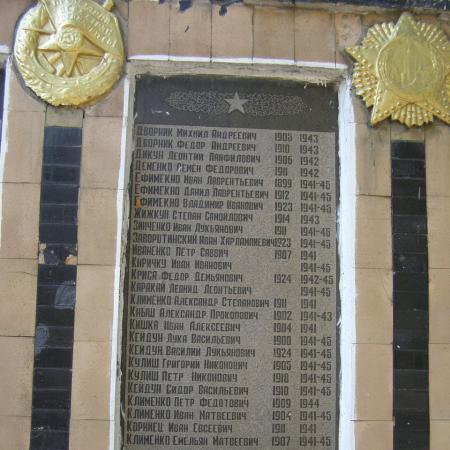 Дворник Михаил Андреевич 1905 1943
Дворник Федор Андреевич 1910 1943
Дикун Леонтий Панфилович 1906 1942
Деменко Семен Федорович 1911 1942
Ефименко Иван Лаврентьевич 1899 1941-45
Ефименко Данил Лаврентьевич 1912 1941-45
Ефименко Владимир Иванович 1923 1941-45
Жижкун Степан Самойлович 1914 1943
Зинченко Иван Лукьянович 1911 1941-45
Заворотинский Иван Харлампиевич 1923 1941-45
Иваненко Петр Саввич 1907 1941
Киричку Иван Иванович 1941-45
Криса Федор Демьянович 1924 1942-45
Каракай Леонид Леонтьевич 1941-45
Клименко Александр Степанович 1911 1941
Кныш Александр Прокопович 1902 1941-43
Кишка Иван Алексеевич 1904 1941
Кейдун Лука Васильевич 1900 1941-45
Кейдун Василий Лукьянович 1924 1941-45
Кулиш Григорий Никонович 1905 1941-45
Кулиш Петр Никонович 1918 1941-45
Кейдун Сидор Васильевич 1910 1941-45
Клименко Петр Федотович 1909 1944
Клименко Иван Матвеевич 1904 1941-45
Корниец Иван Евсеевич 1911 1941
Клименко Емельян Матвеевич 1907 1941-45